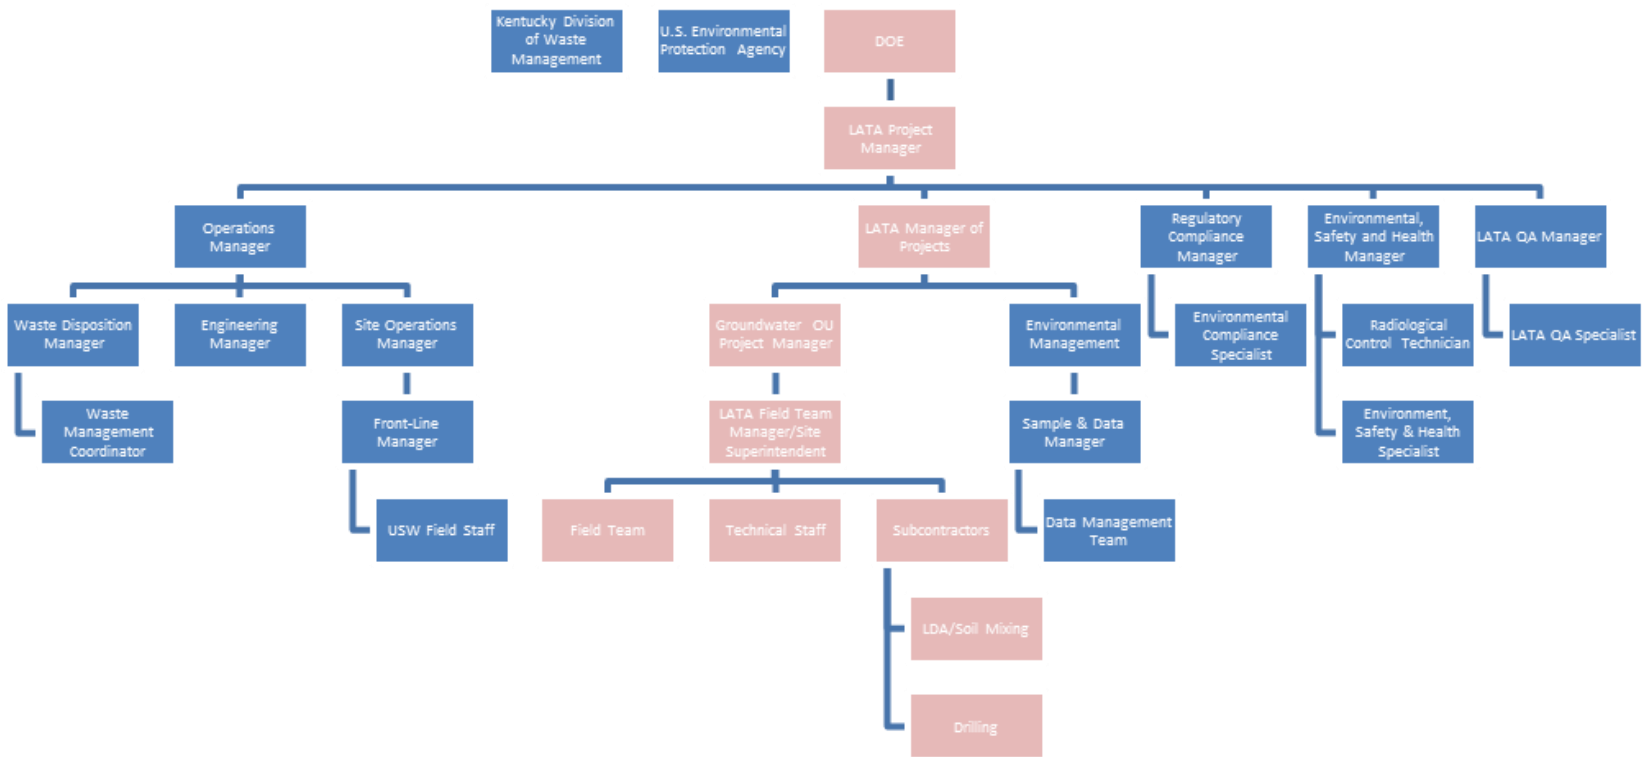 Kentucky Division
of Waste
Management
U.S. Environmental
Protection Agency
DOE
LATA Project
Manager
Operations
Manager
LATA Manager of
Projects
Regulatory
Compliance
Manager
Environmental,
Safety and Health
Manager
LATA QA Manager
Waste Disposition
Manager
Engineering
Manager
Site Operations
Manager
Groundwater OU
Project Manager
Environmental
Management
Environmental
Compliance
Specialist
Radiological
Control Technician
LATA QA Specialist
Waste
Management
Coordinator
Front-Line
Manager
LATA Field Team
Manager/Site
Superintendent
Sample & Data
Manager
Environment,
Safety & Health
Specialist
USW Field Staff
Field Team
Technical Staff
Subcontractors
Data Management
Team
LDA/Soil Mixing
Drilling